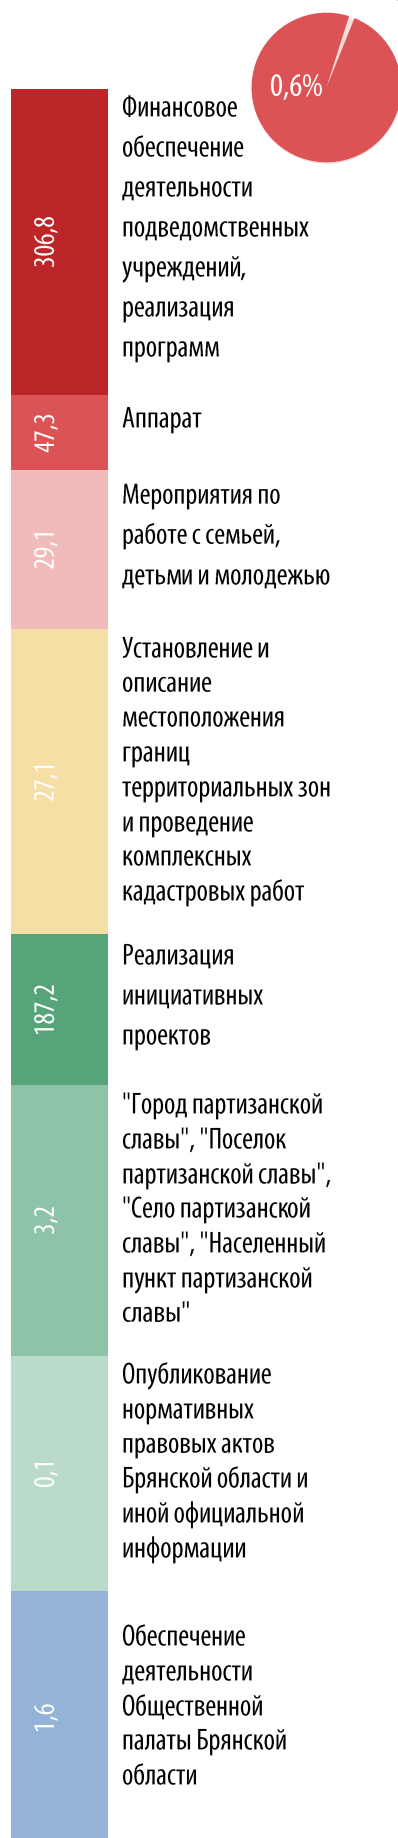 0,6%
306,8
Финансовое
обеспечение
деятельности
подведомственных
учреждений,
реализация
программ
47,3
Аппарат
29,1
Мероприятия по
работе с семьей,
детьми и молодежью
27,1
Установление и
описание
местоположения
границ
территориальных зон
и проведение
комплексных
кадастровых работ
187,2
Реализация
инициативных
проектов
3,2
"Город партизанской
славы", "Поселок
партизанской славы",
"Село партизанской
славы", "Населенный
пункт партизанской
славы"
0,1
Опубликование
нормативных
правовых актов
Брянской области и
иной официальной
информации
1,6
Обеспечение
деятельности
Общественной
палаты Брянской
области